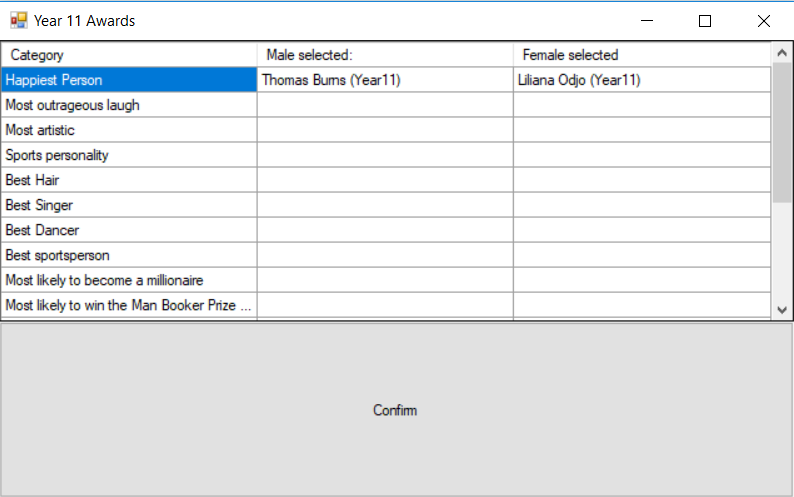 Year 11 Awards
Category Male selected: Female selected
Happiest Person Thomas Burns (Year11) Liliana Odjo (Year11)
Most outrageous laugh
Most artistic
Sports personality
Best Hair
Best Singer
Best Dancer
Best sportsperson
Most likely to become a millionaire
Most likely to win the Man Booker Prize ...
Confirm